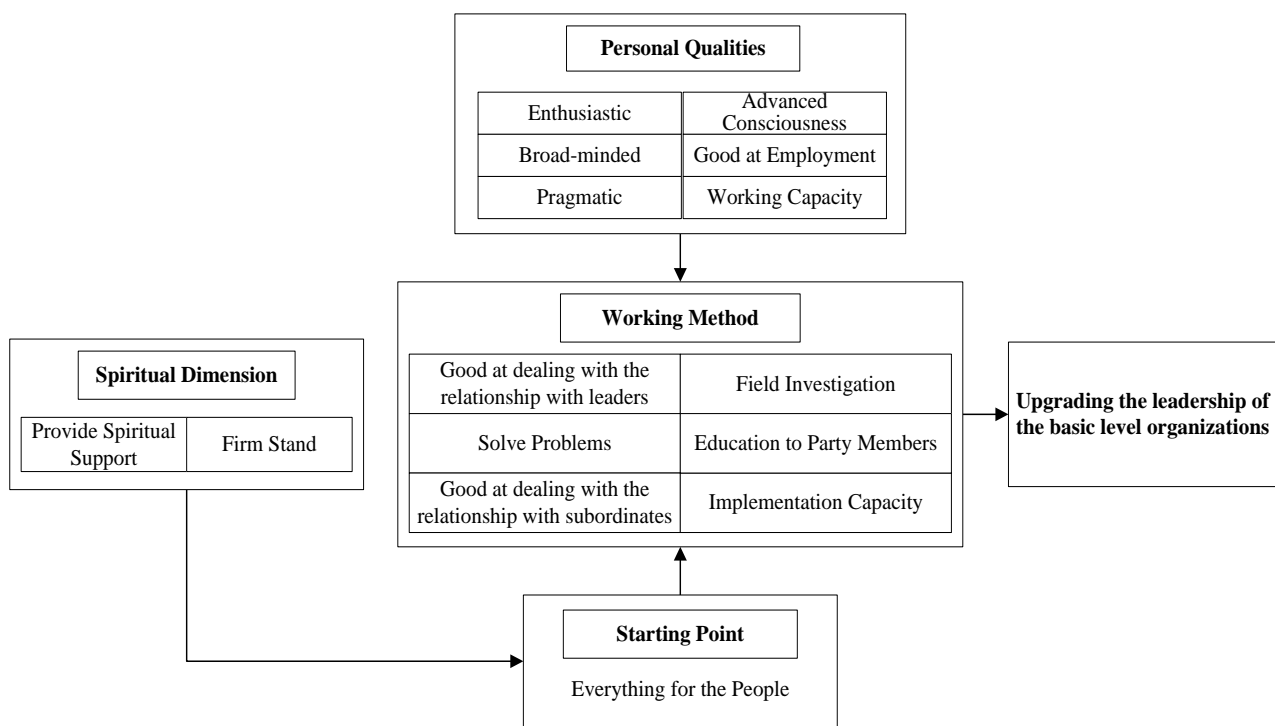 Personal Qualities
Enthusiastic
Advanced
Consciousness
Broad-minded
Good at Employment
Pragmatic
Working Capacity
Working Method
Good at dealing with the
relationship with leaders
Field Investigation
Solve Problems
Education to Party Members
Good at dealing with the
relationship with subordinates
Implementation Capacity
Spiritual Dimension
Provide Spiritual
Support
Firm Stand
Upgrading the leadership of
the basic level organizations
Starting Point
Everything for the People